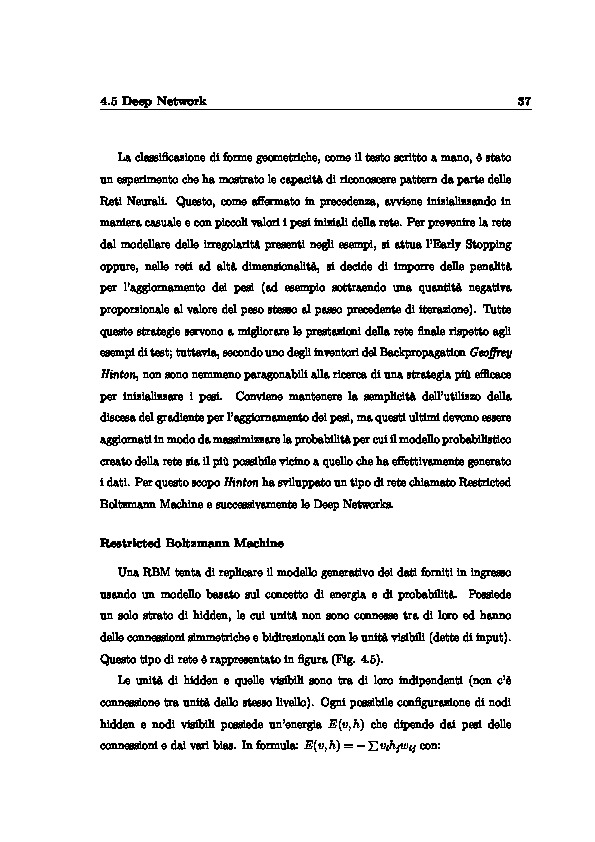 4.5 Deep Network 37
La classificazione di forme geometriche, come il testo scritto a mano, è stato
un esperimento che ha mostrato le capacità di riconoscere pattern da parte delle
Reti Neurali. Questo, come affermato in precedenza, avviene inizializzando in
maniera casuale e con piccoli valori i pesi iniziali della rete. Per prevenire la rete
dal modellare delle irregolarità presenti negli esempi, si attua l'Early Stopping
oppure, nelle reti ad altà dimensionalità, si decide di imporre delle penalità
per l'aggiornamento dei pesi (ad esempio sottraendo una quantità negativa
proporzionale al valore del peso stesso al passo precedente di iterazione). Tutte
queste strategie servono a migliorare le prestazioni della rete finale rispetto agli
esempi di test; tuttavia, secondo uno degli inventori del Backpropagation Geoffrey
Hinton, non sono nemmeno paragonabili alla ricerca di una strategia più efficace
per inizializzare i pesi. Conviene mantenere la semplicità dell'utilizzo della
discesa del gradiente per l'aggiornamento dei pesi, ma questi ultimi devono essere
aggiornati in modo da massimizzare la probabilità per cui il modello probabilistico
creato della rete sia il più possibile vicino a quello che ha effettivamente generato
i dati. Per questo scopo Hinton ha sviluppato un tipo di rete chiamato Restricted
Boltzmann Machine e successivamente le Deep Networks.
Restricted Boltzmann Machine
Una RBM tenta di replicare il modello generativo dei dati forniti in ingresso
usando un modello basato sul concetto di energia e di probabilità. Possiede
un solo strato di hidden, le cui unità non sono connesse tra di loro ed hanno
delle connessioni simmetriche e bidirezionali con le unità visibili (dette di input).
Questo tipo di rete è rappresentato in figura (Fig. 4.5).
Le unità di hidden e quelle visibili sono tra di loro indipendenti (non c'è
connessione tra unità dello stesso livello). Ogni possibile configurazione di nodi
hidden e nodi visibili possiede un'energia E(v, h) che dipende dai pesi delle
connessioni e dai vari bias. In formula: E(v, h) = − ∑ v_i h_j w_ij con: